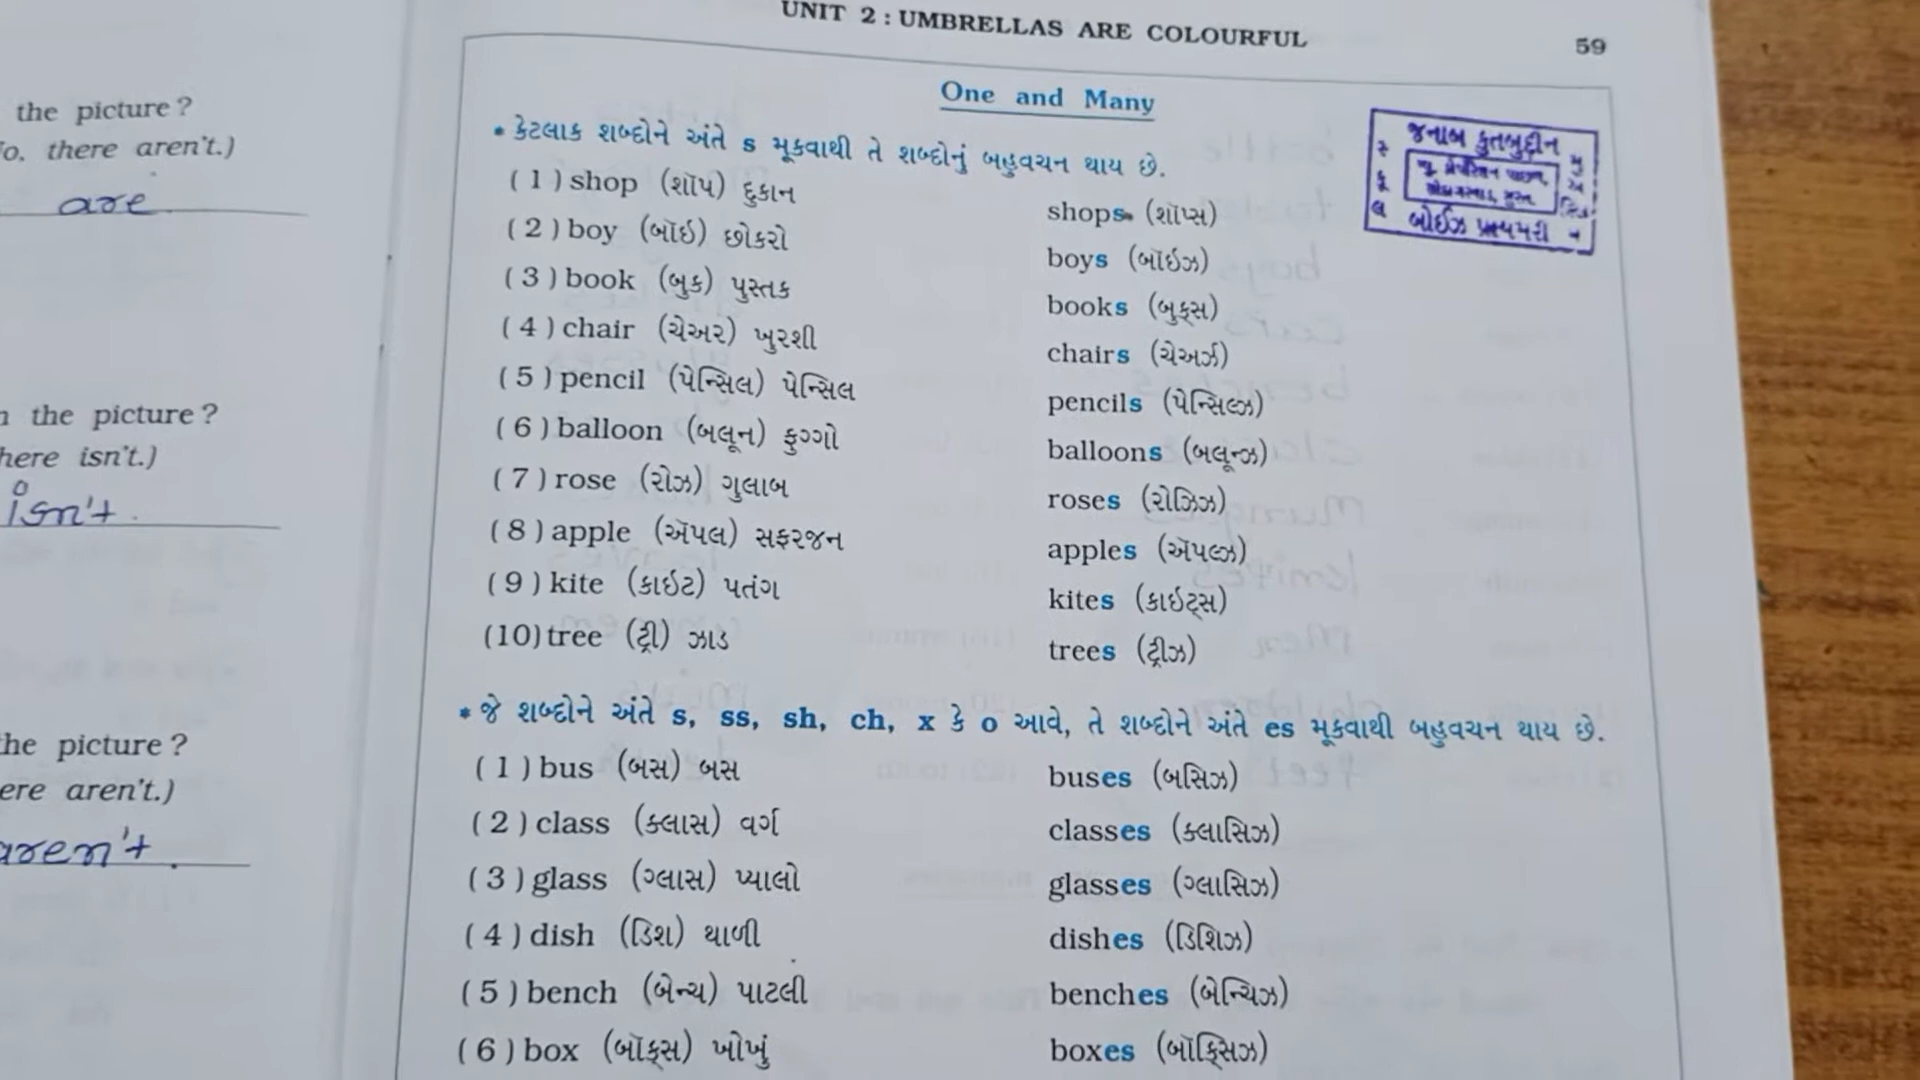 the picture ?
o, there aren't.)
are
n the picture ?
here isn't.)
isn't
he picture ?
ere aren't.)
aren't
UNIT 2 : UMBRELLAS ARE COLOURFUL
59
One and Many
• કેટલાક શબ્દોને અંતે s મૂકવાથી તે શબ્દોનું બહુવચન થાય છે.
( 1 ) shop (શૉપ) દુકાન shops (શૉપ્સ)
( 2 ) boy (બૉઇ) છોકરો boys (બૉઇઝ)
( 3 ) book (બુક) પુસ્તક books (બુક્સ)
( 4 ) chair (ચેઅર) ખુરશી chairs (ચેઅર્ઝ)
( 5 ) pencil (પેન્સિલ) પેન્સિલ pencils (પેન્સિલ્ઝ)
( 6 ) balloon (બલૂન) ફુગ્ગો balloons (બલૂન્ઝ)
( 7 ) rose (રોઝ) ગુલાબ roses (રોઝિઝ)
( 8 ) apple (ઍપલ) સફરજન apples (ઍપલ્ઝ)
( 9 ) kite (કાઇટ) પતંગ kites (કાઇટ્સ)
(10) tree (ટ્રી) ઝાડ trees (ટ્રીઝ)
• જે શબ્દોને અંતે s, ss, sh, ch, x કે o આવે, તે શબ્દોને અંતે es મૂકવાથી બહુવચન થાય છે.
( 1 ) bus (બસ) બસ buses (બસિઝ)
( 2 ) class (ક્લાસ) વર્ગ classes (ક્લાસિઝ)
( 3 ) glass (ગ્લાસ) પ્યાલો glasses (ગ્લાસિઝ)
( 4 ) dish (ડિશ) થાળી dishes (ડિશિઝ)
( 5 ) bench (બેન્ચ) પાટલી benches (બેન્ચિઝ)
( 6 ) box (બૉક્સ) ખોખું boxes (બૉક્સિઝ)
જનાબ કુતબુદ્દીન
બોઈઝ પ્રાયમરી